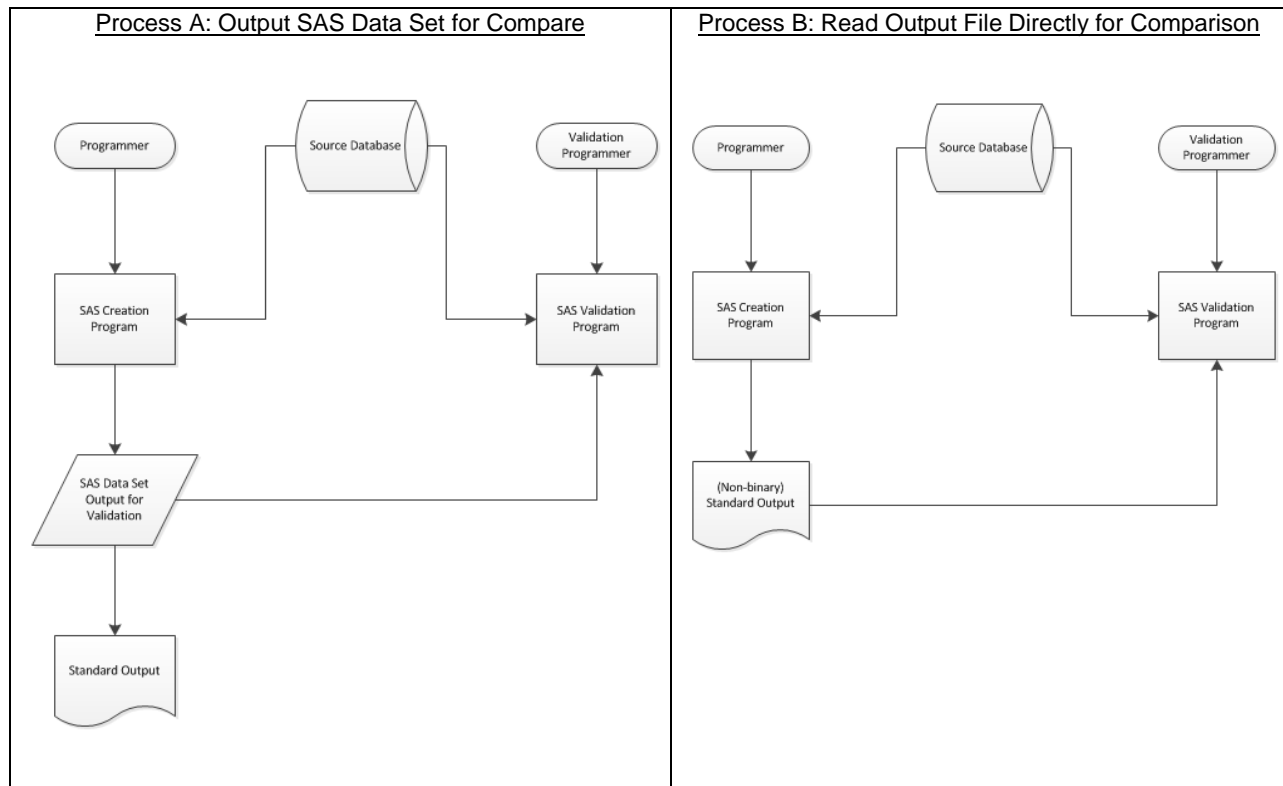 Process A: Output SAS Data Set for Compare
Programmer
Source Database
Validation
Programmer
SAS Creation
Program
SAS Validation
Program
SAS Data Set
Output for
Validation
Standard Output
Process B: Read Output File Directly for Comparison
Programmer
Source Database
Validation
Programmer
SAS Creation
Program
SAS Validation
Program
(Non-binary)
Standard Output